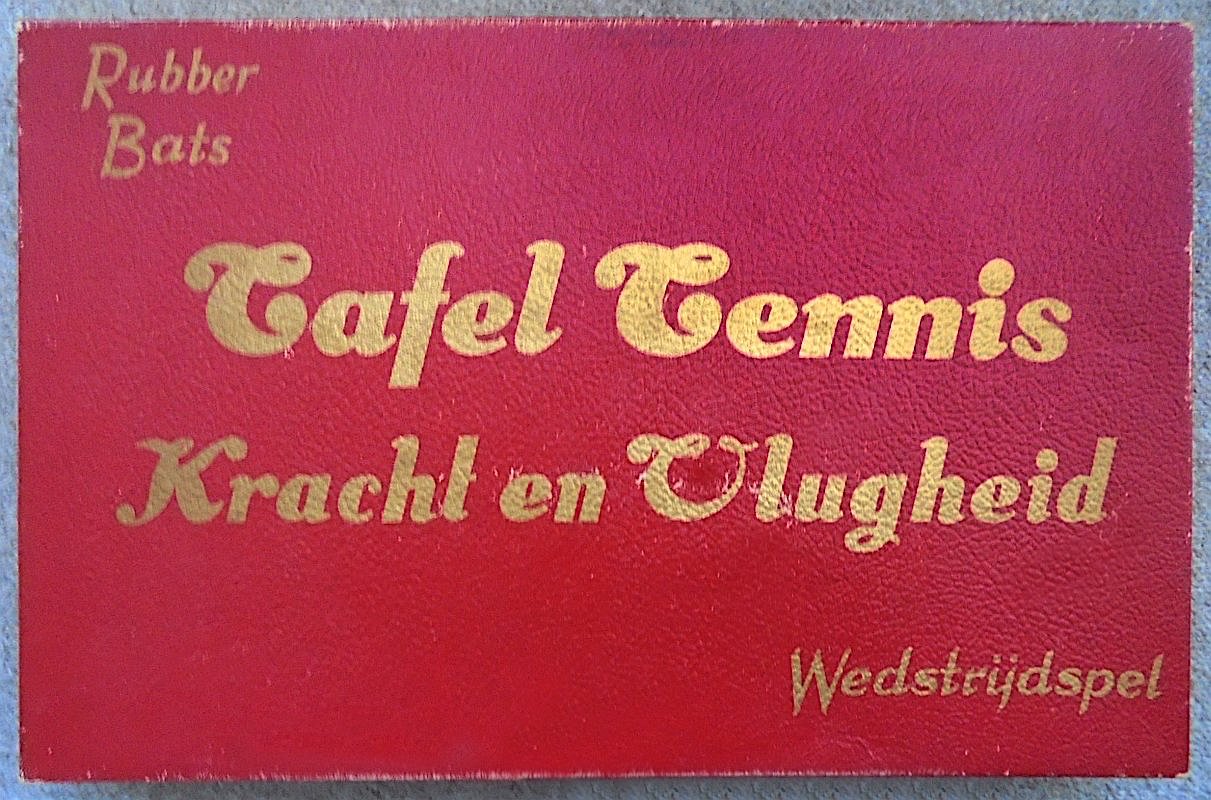 Rubber
Bats
Tafel Tennis
Kracht en Vlugheid
Wedstrijdspel